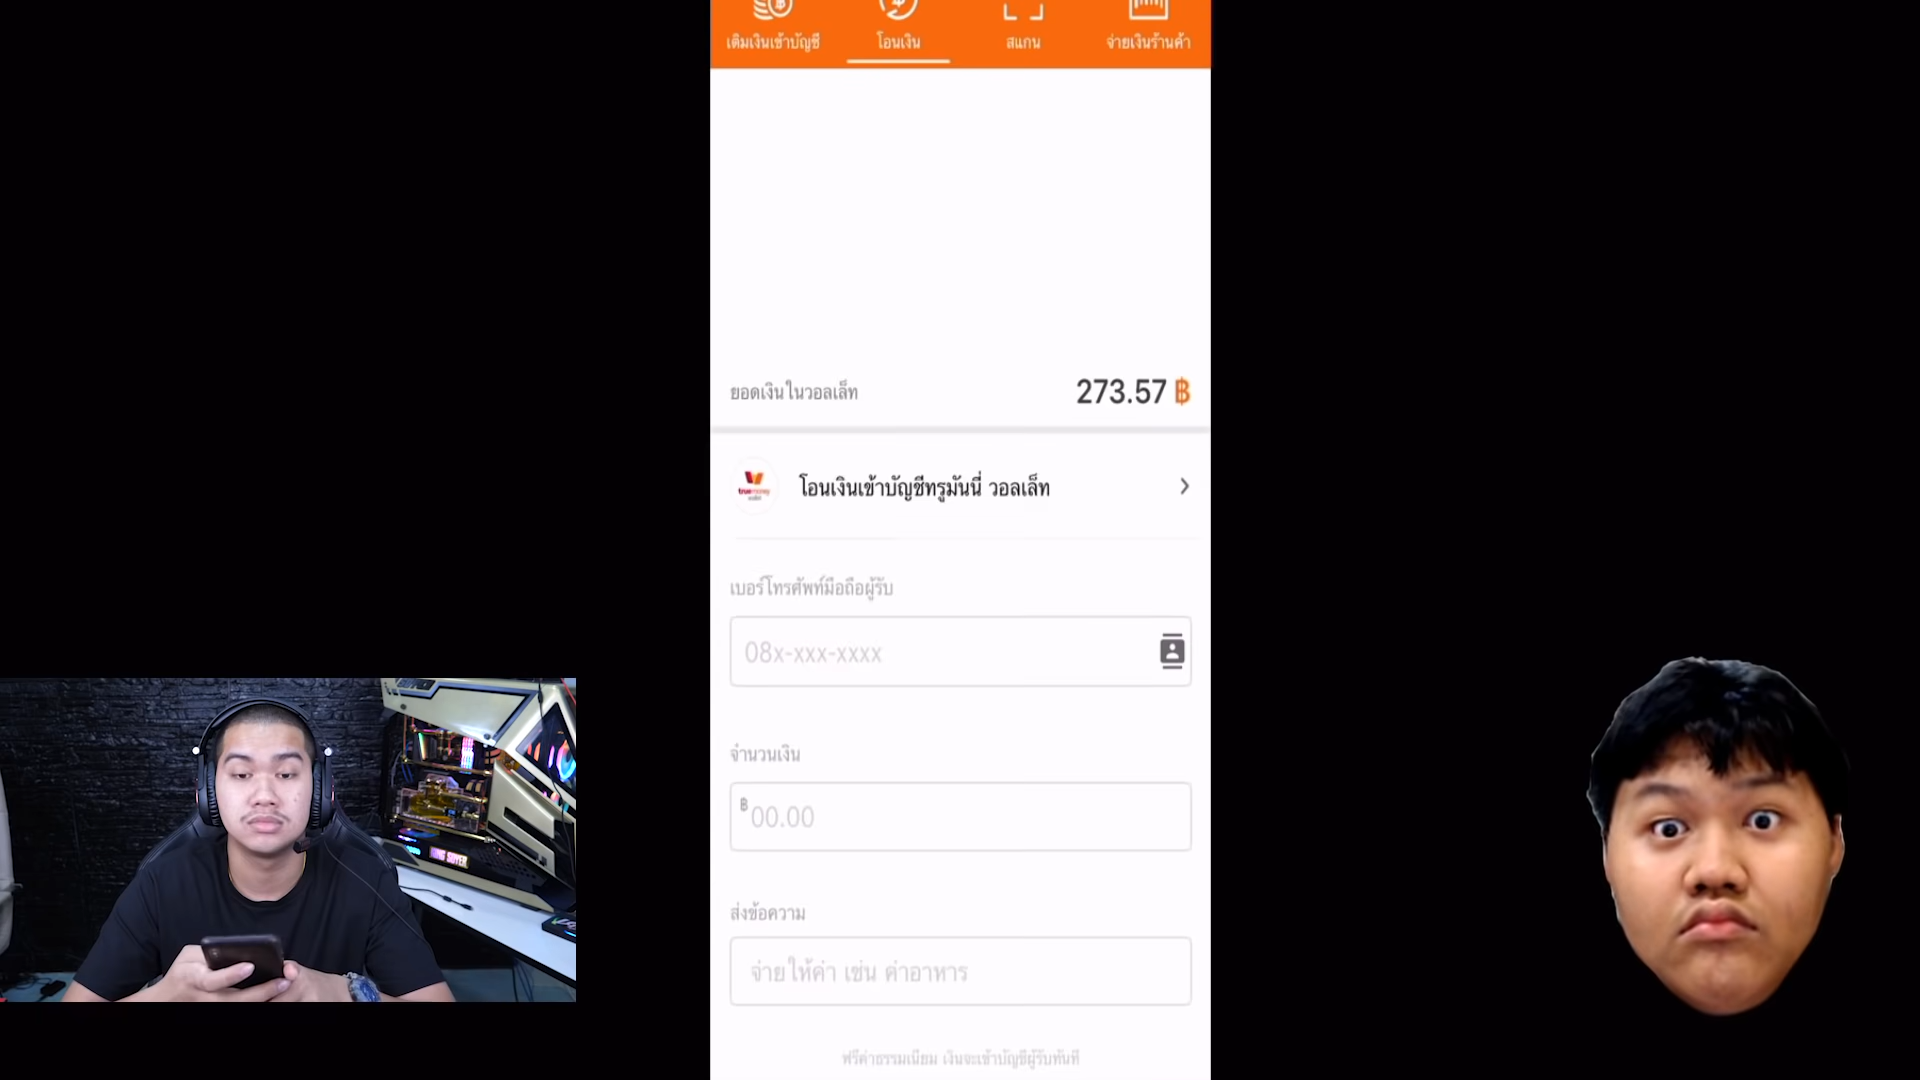 เติมเงินเข้าบัญชี
โอนเงิน
สแกน
จ่ายเงินร้านค้า
ยอดเงินในวอลเล็ท
273.57 ฿
truemoney
wallet
โอนเงินเข้าบัญชีทรูมันนี่ วอลเล็ท
เบอร์โทรศัพท์มือถือผู้รับ
08x-xxx-xxxx
จำนวนเงิน
฿00.00
ส่งข้อความ
จ่ายให้ค่า เช่น ค่าอาหาร
ฟรีค่าธรรมเนียม เงินจะเข้าบัญชีผู้รับทันที